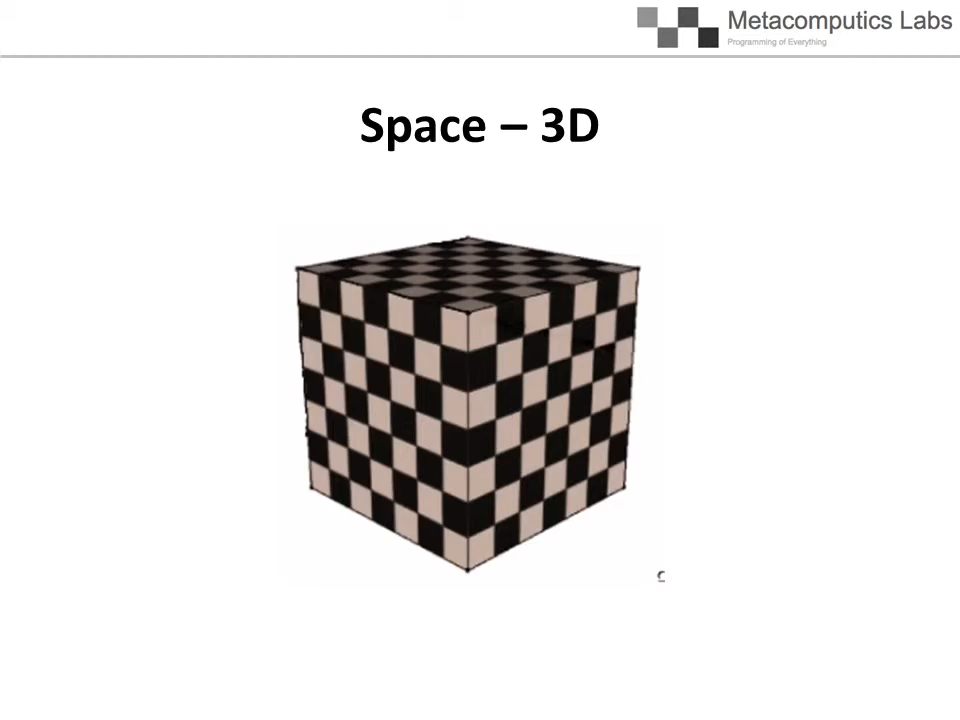 Metacomputics Labs
Programming of Everything
Space – 3D
c